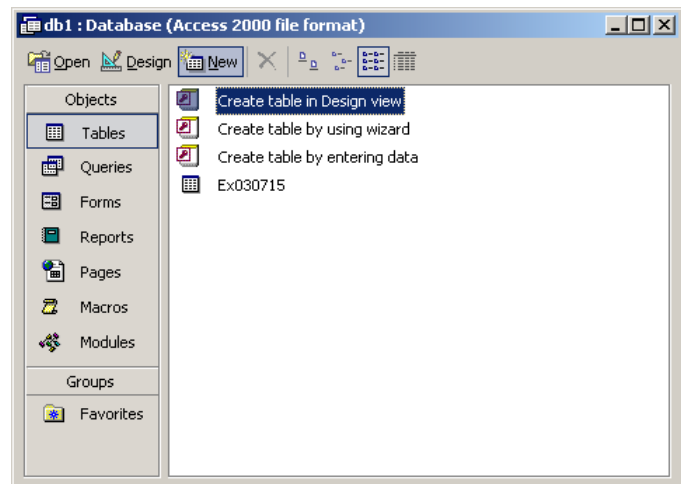 db1 : Database (Access 2000 file format)
Open Design New
Objects
Tables
Queries
Forms
Reports
Pages
Macros
Modules
Groups
Favorites
Create table in Design view
Create table by using wizard
Create table by entering data
Ex030715